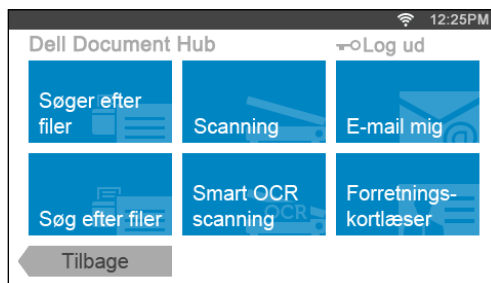 12:25PM
Dell Document Hub
Log ud
Søger efter
filer
Scanning
E-mail mig
Søg efter filer
Smart OCR
scanning
OCR
Forretnings-
kortlæser
Tilbage